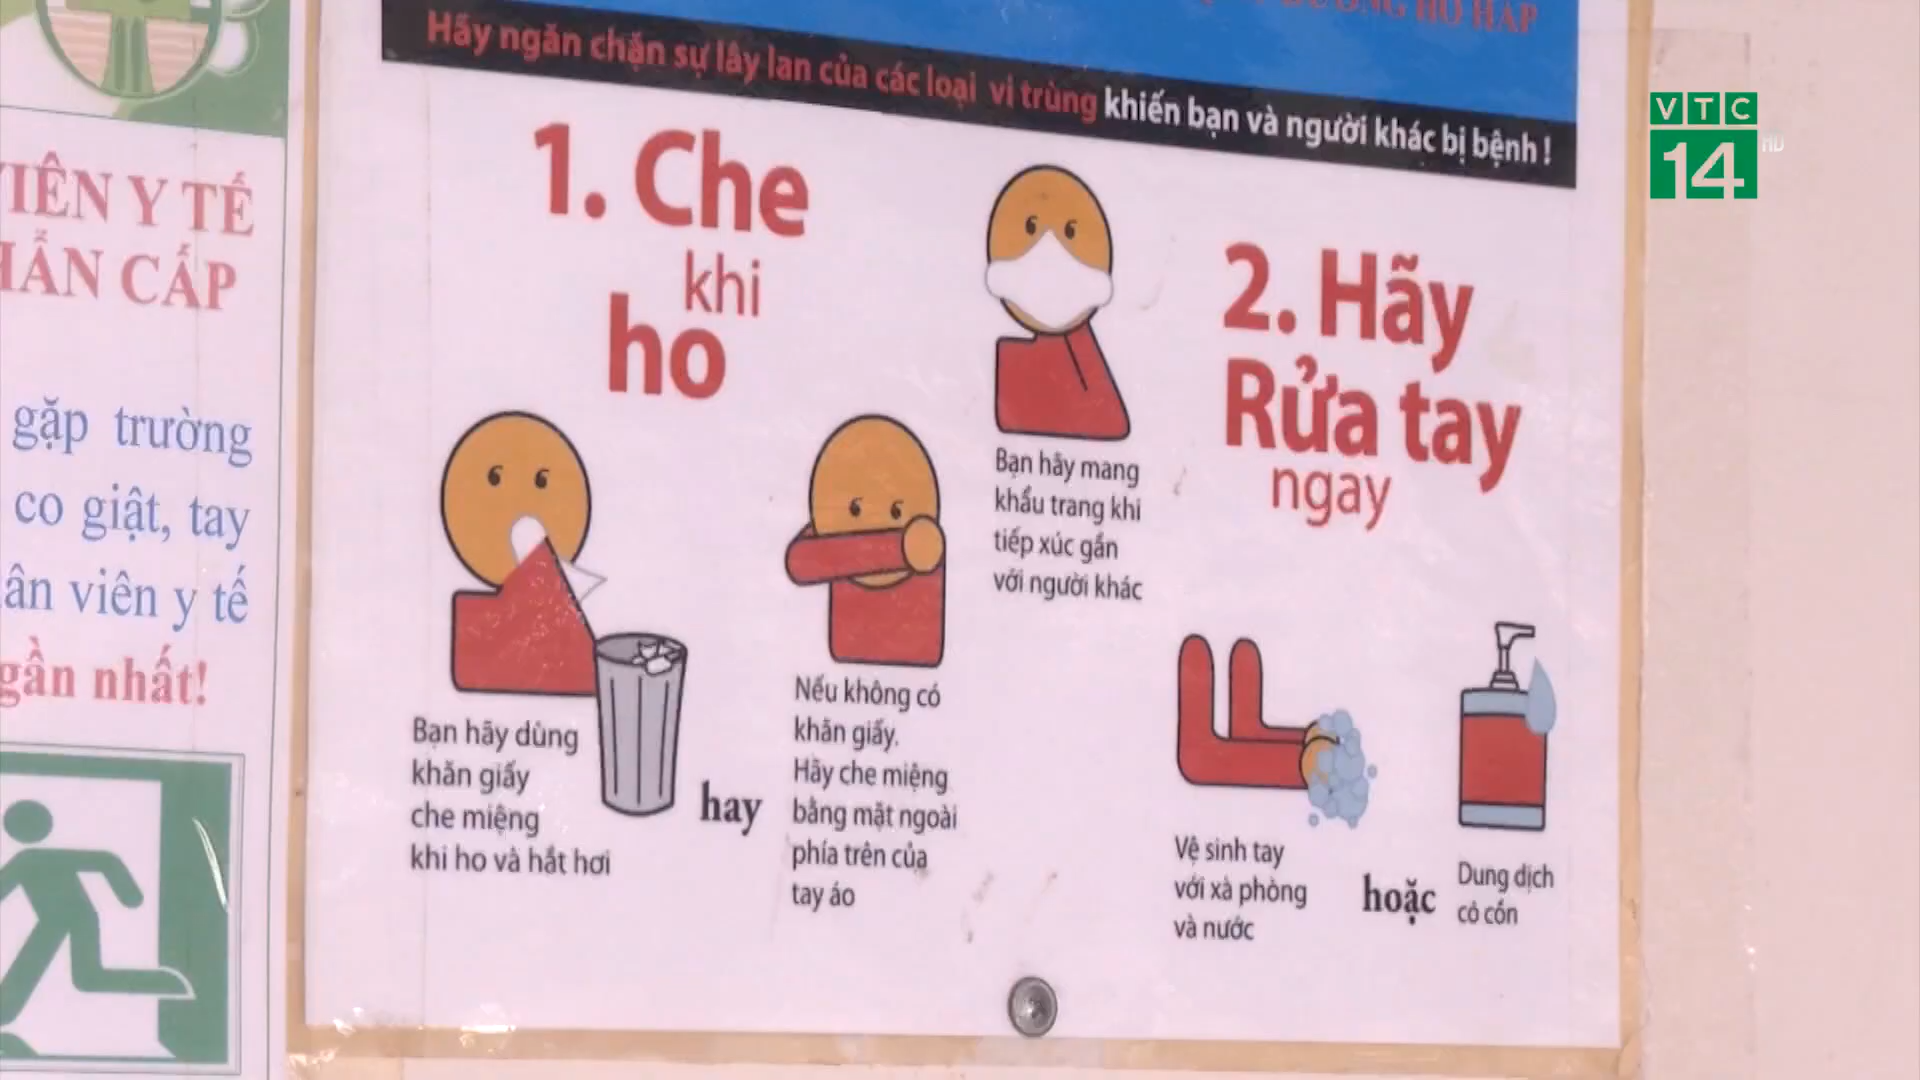 HÔ HẤP
Hãy ngăn chặn sự lây lan của các loại vi trùng khiến bạn và người khác bị bệnh !
VTC
14
HD
Y TẾ
CẤP
gặp trường
co giật, tay
viên y tế
gần nhất!
1. Che
khi
ho
2. Hãy
Rửa tay
ngay
Bạn hãy mang
khẩu trang khi
tiếp xúc gần
với người khác
Bạn hãy dùng
khăn giấy
che miệng
khi ho và hắt hơi
hay
Nếu không có
khăn giấy.
Hãy che miệng
bằng mặt ngoài
phía trên của
tay áo
Vệ sinh tay
với xà phòng
và nước
hoặc
Dung dịch
có cồn